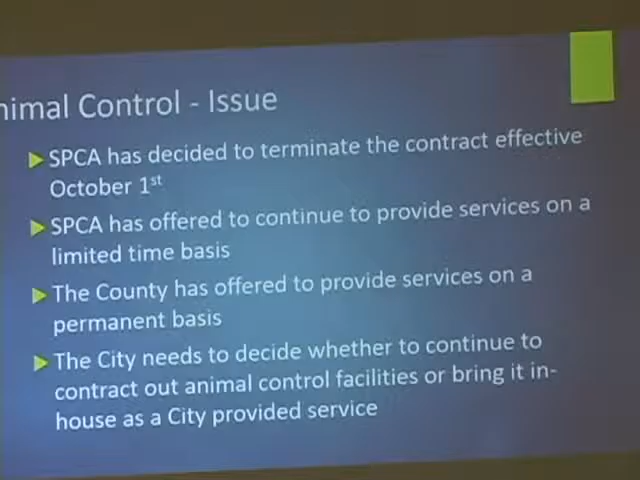 nimal Control - Issue
SPCA has decided to terminate the contract effective
October 1st
SPCA has offered to continue to provide services on a
limited time basis
The County has offered to provide services on a
permanent basis
The City needs to decide whether to continue to
contract out animal control facilities or bring it in-
house as a City provided service